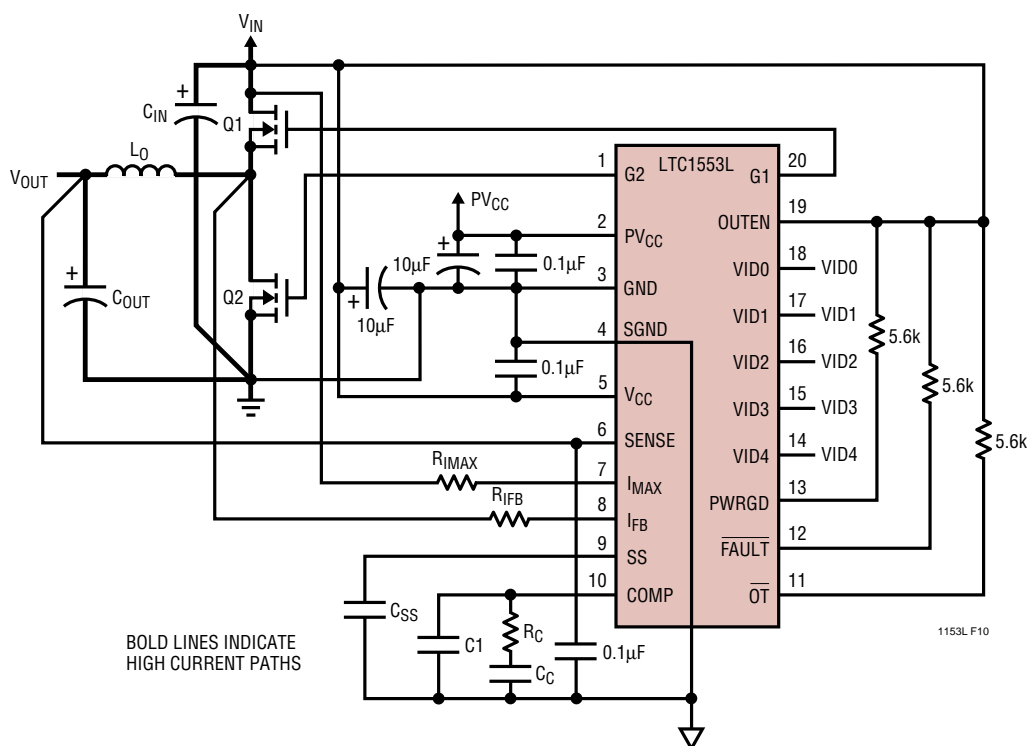 VIN
+
CIN
Q1
LO
VOUT
+
COUT
Q2
PVCC
+
10µF
0.1µF
+
10µF
0.1µF
RIMAX
RIFB
CSS
C1
RC
CC
0.1µF
LTC1553L
1
G2
2
PVCC
3
GND
4
SGND
5
VCC
6
SENSE
7
IMAX
8
IFB
9
SS
10
COMP
20
G1
19
OUTEN
18
VID0
VID0
17
VID1
VID1
16
VID2
VID2
15
VID3
VID3
14
VID4
VID4
13
PWRGD
12
FAULT
11
OT
5.6k
5.6k
5.6k
BOLD LINES INDICATE
HIGH CURRENT PATHS
1153L F10